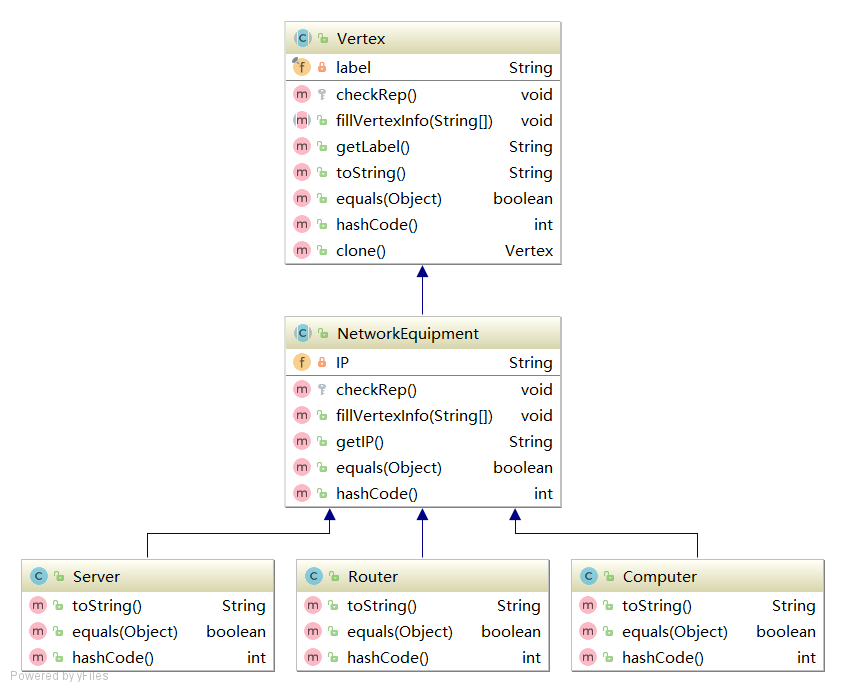 Vertex
label String
checkRep() void
fillVertexInfo(String[]) void
getLabel() String
toString() String
equals(Object) boolean
hashCode() int
clone() Vertex
NetworkEquipment
IP String
checkRep() void
fillVertexInfo(String[]) void
getIP() String
equals(Object) boolean
hashCode() int
Server
toString() String
equals(Object) boolean
hashCode() int
Router
toString() String
equals(Object) boolean
hashCode() int
Computer
toString() String
equals(Object) boolean
hashCode() int
Powered by yFiles